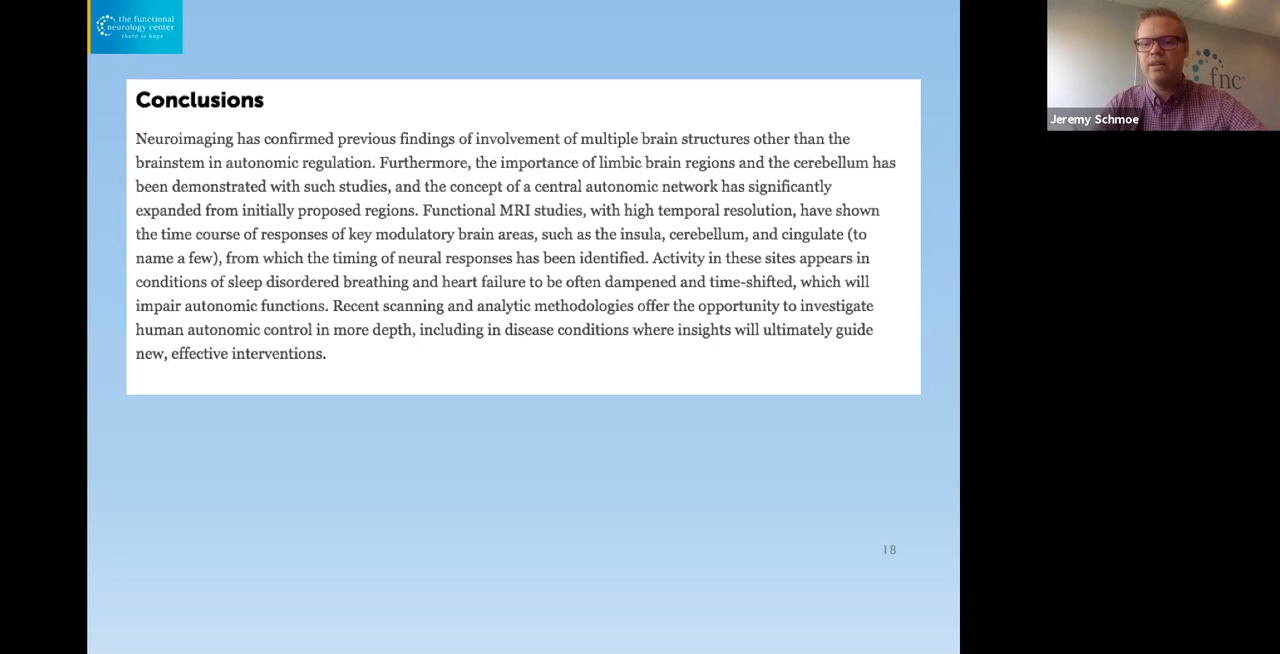 the functional
neurology center
there is hope
Conclusions
Neuroimaging has confirmed previous findings of involvement of multiple brain structures other than the
brainstem in autonomic regulation. Furthermore, the importance of limbic brain regions and the cerebellum has
been demonstrated with such studies, and the concept of a central autonomic network has significantly
expanded from initially proposed regions. Functional MRI studies, with high temporal resolution, have shown
the time course of responses of key modulatory brain areas, such as the insula, cerebellum, and cingulate (to
name a few), from which the timing of neural responses has been identified. Activity in these sites appears in
conditions of sleep disordered breathing and heart failure to be often dampened and time-shifted, which will
impair autonomic functions. Recent scanning and analytic methodologies offer the opportunity to investigate
human autonomic control in more depth, including in disease conditions where insights will ultimately guide
new, effective interventions.
18
fnc
Jeremy Schmoe